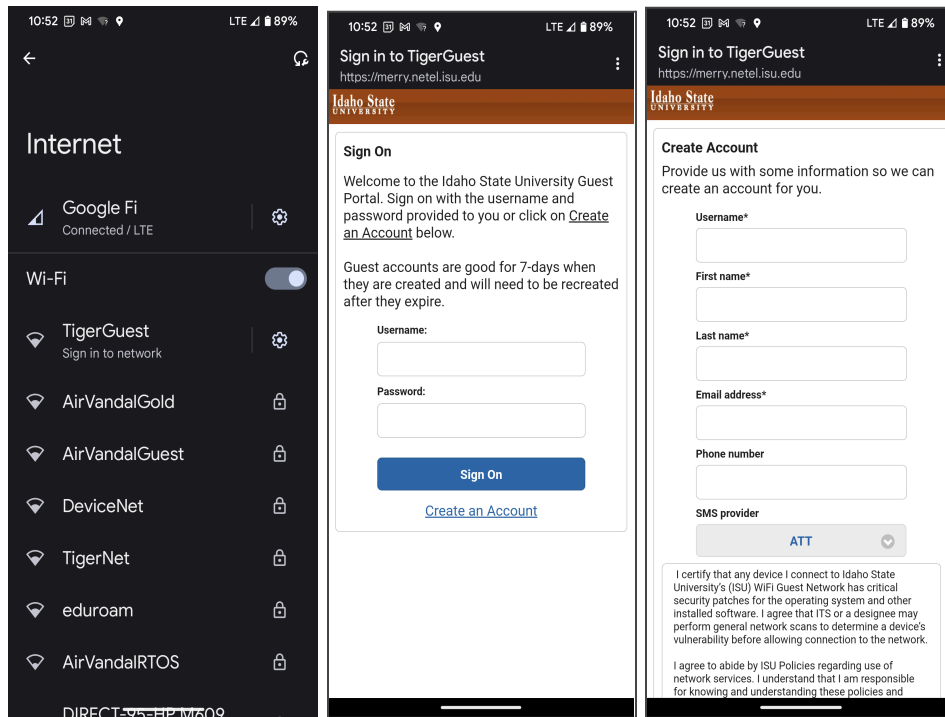 10:52 31 LTE 89%
Internet
Google Fi
Connected / LTE
Wi-Fi
TigerGuest
Sign in to network
AirVandalGold
AirVandalGuest
DeviceNet
TigerNet
eduroam
AirVandalRTOS
DIRECT-95-HP M609
10:52 31 LTE 89%
Sign in to TigerGuest
https://merry.netel.isu.edu
Idaho State
UNIVERSITY
Sign On
Welcome to the Idaho State University Guest
Portal. Sign on with the username and
password provided to you or click on Create
an Account below.
Guest accounts are good for 7-days when
they are created and will need to be recreated
after they expire.
Username:
Password:
Sign On
Create an Account
10:52 31 LTE 89%
Sign in to TigerGuest
https://merry.netel.isu.edu
Idaho State
UNIVERSITY
Create Account
Provide us with some information so we can
create an account for you.
Username*
First name*
Last name*
Email address*
Phone number
SMS provider
ATT
I certify that any device I connect to Idaho State
University's (ISU) WiFi Guest Network has critical
security patches for the operating system and other
installed software. I agree that ITS or a designee may
perform general network scans to determine a device's
vulnerability before allowing connection to the network.
I agree to abide by ISU Policies regarding use of
network services. I understand that I am responsible
for knowing and understanding these policies and